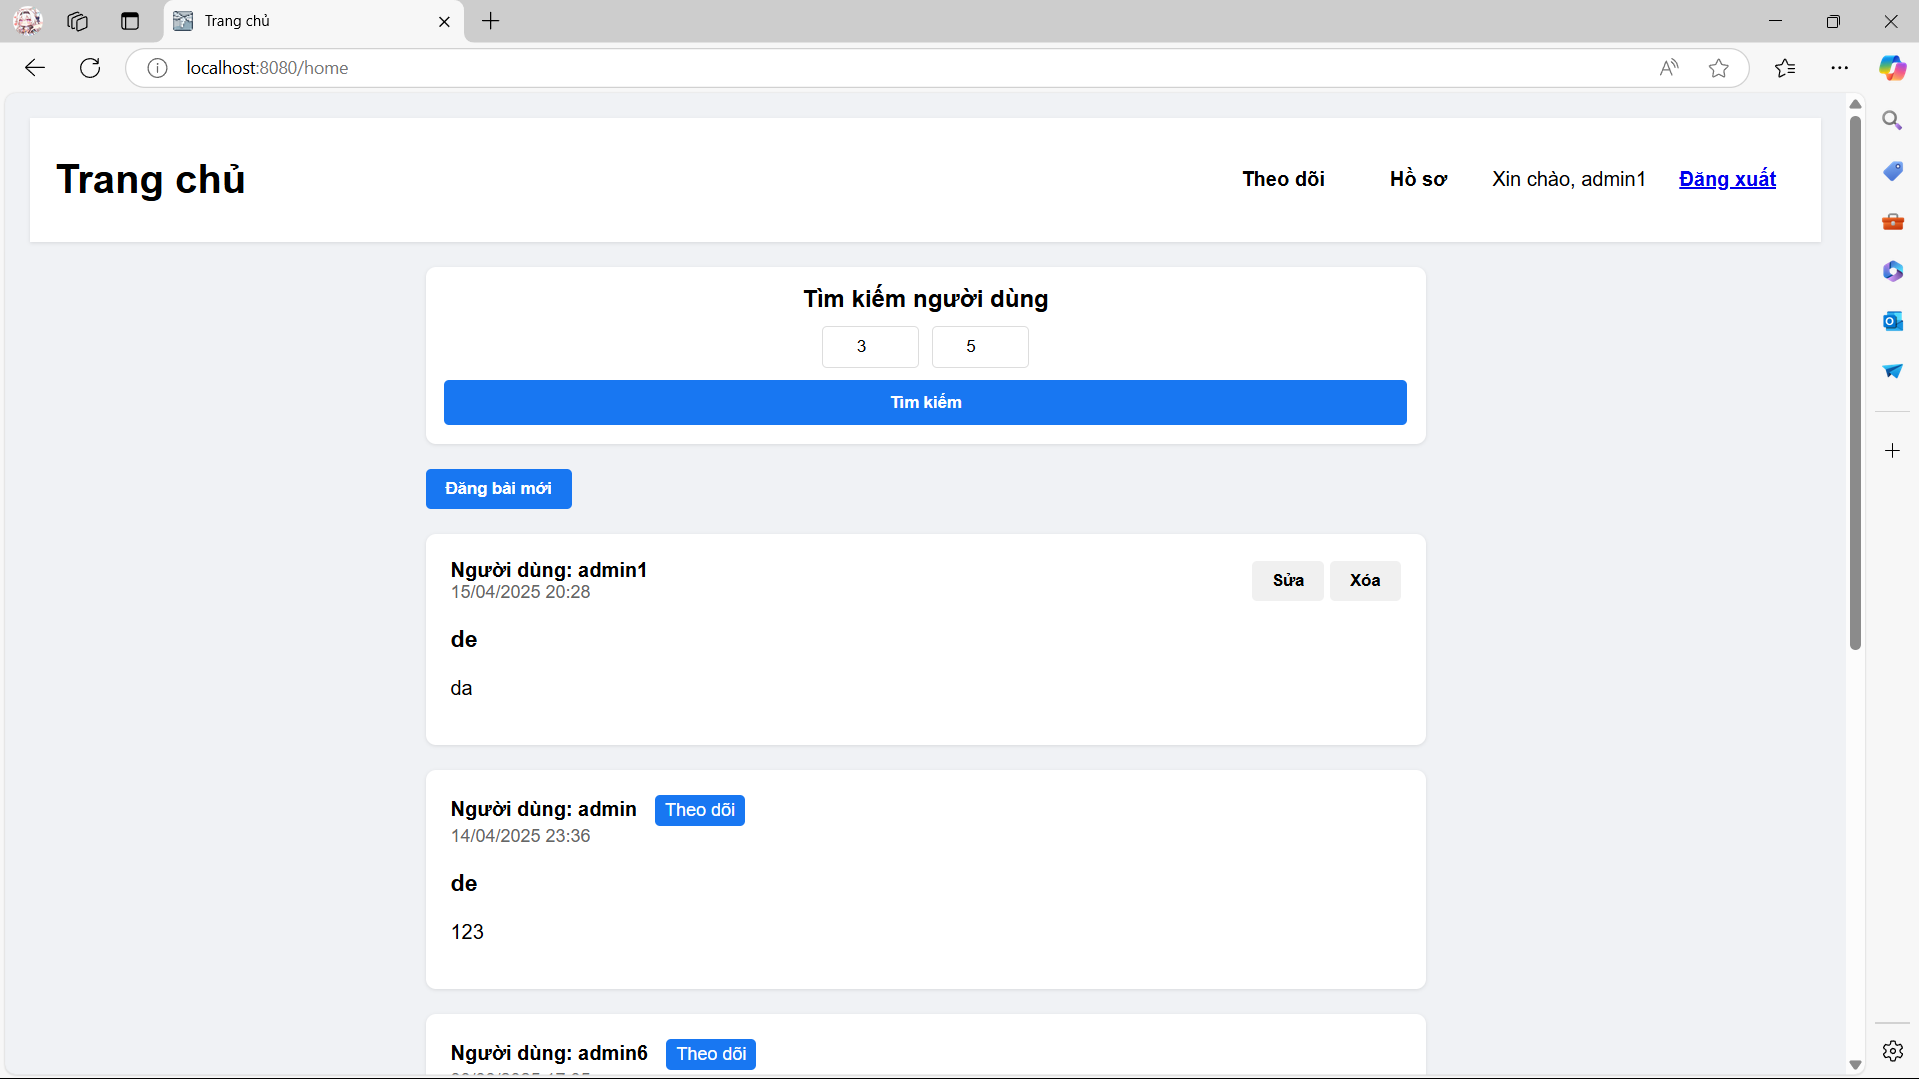 Trang chủ
localhost:8080/home
Trang chủ
Theo dõi Hồ sơ Xin chào, admin1 Đăng xuất
Tìm kiếm người dùng
3 5
Tìm kiếm
Đăng bài mới
Người dùng: admin1
Sửa Xóa
15/04/2025 20:28
de
da
Người dùng: admin Theo dõi
14/04/2025 23:36
de
123
Người dùng: admin6 Theo dõi